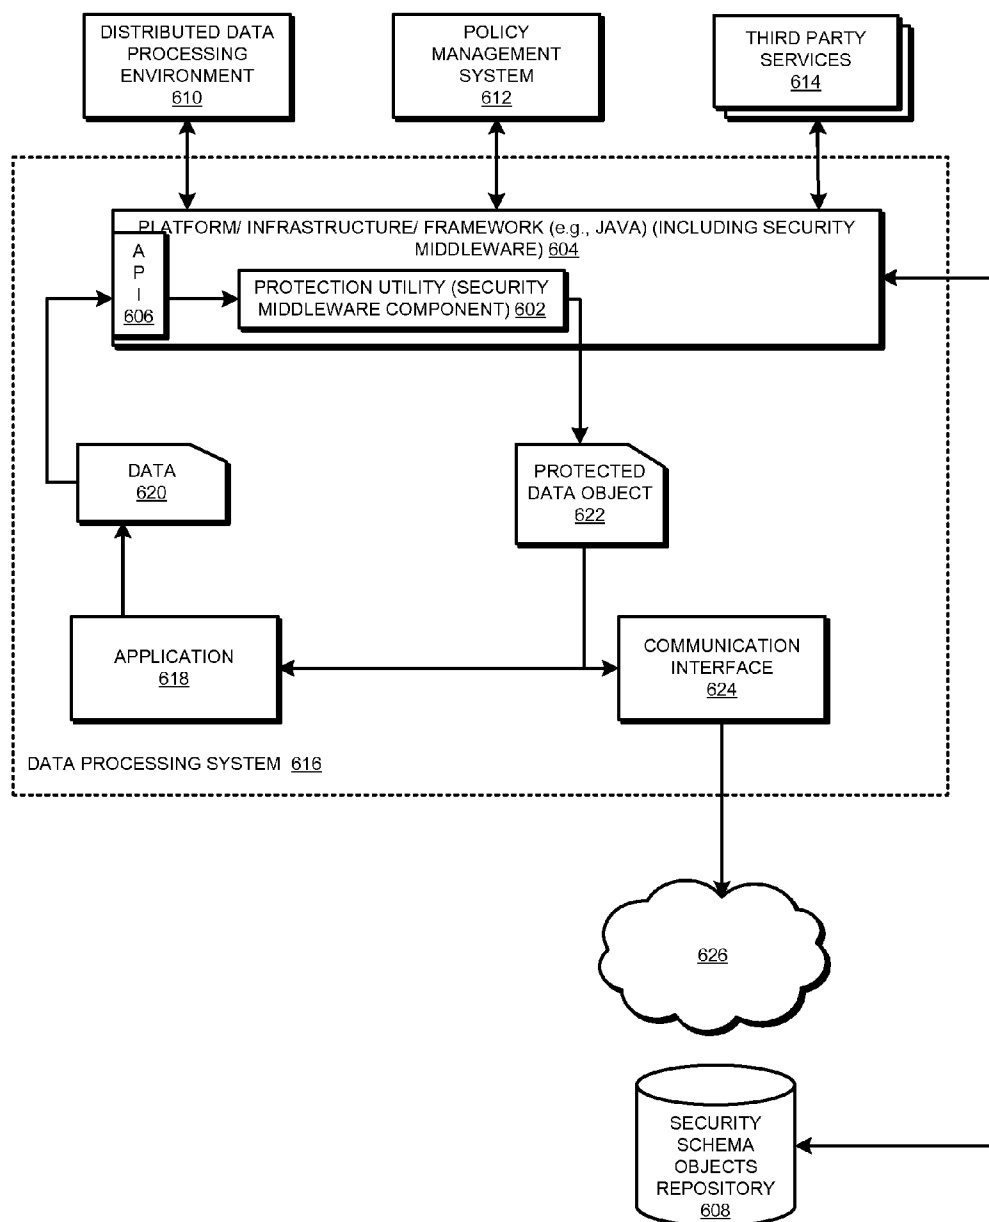 DISTRIBUTED DATA
PROCESSING
ENVIRONMENT
610
POLICY
MANAGEMENT
SYSTEM
612
THIRD PARTY
SERVICES
614
PLATFORM/ INFRASTRUCTURE/ FRAMEWORK (e.g., JAVA) (INCLUDING SECURITY
MIDDLEWARE) 604
A
P
I
606
PROTECTION UTILITY (SECURITY
MIDDLEWARE COMPONENT) 602
DATA
620
PROTECTED
DATA OBJECT
622
APPLICATION
618
COMMUNICATION
INTERFACE
624
DATA PROCESSING SYSTEM 616
626
SECURITY
SCHEMA
OBJECTS
REPOSITORY
608